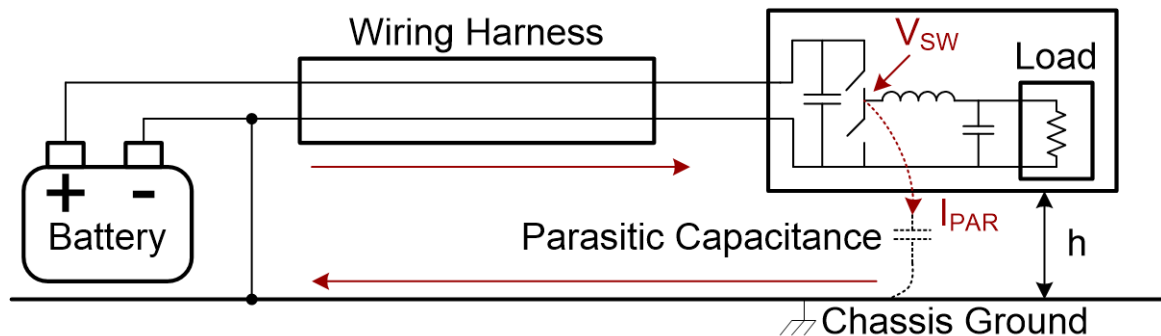 Wiring Harness
V_SW
Load
+ -
Battery
I_PAR
Parasitic Capacitance
h
Chassis Ground